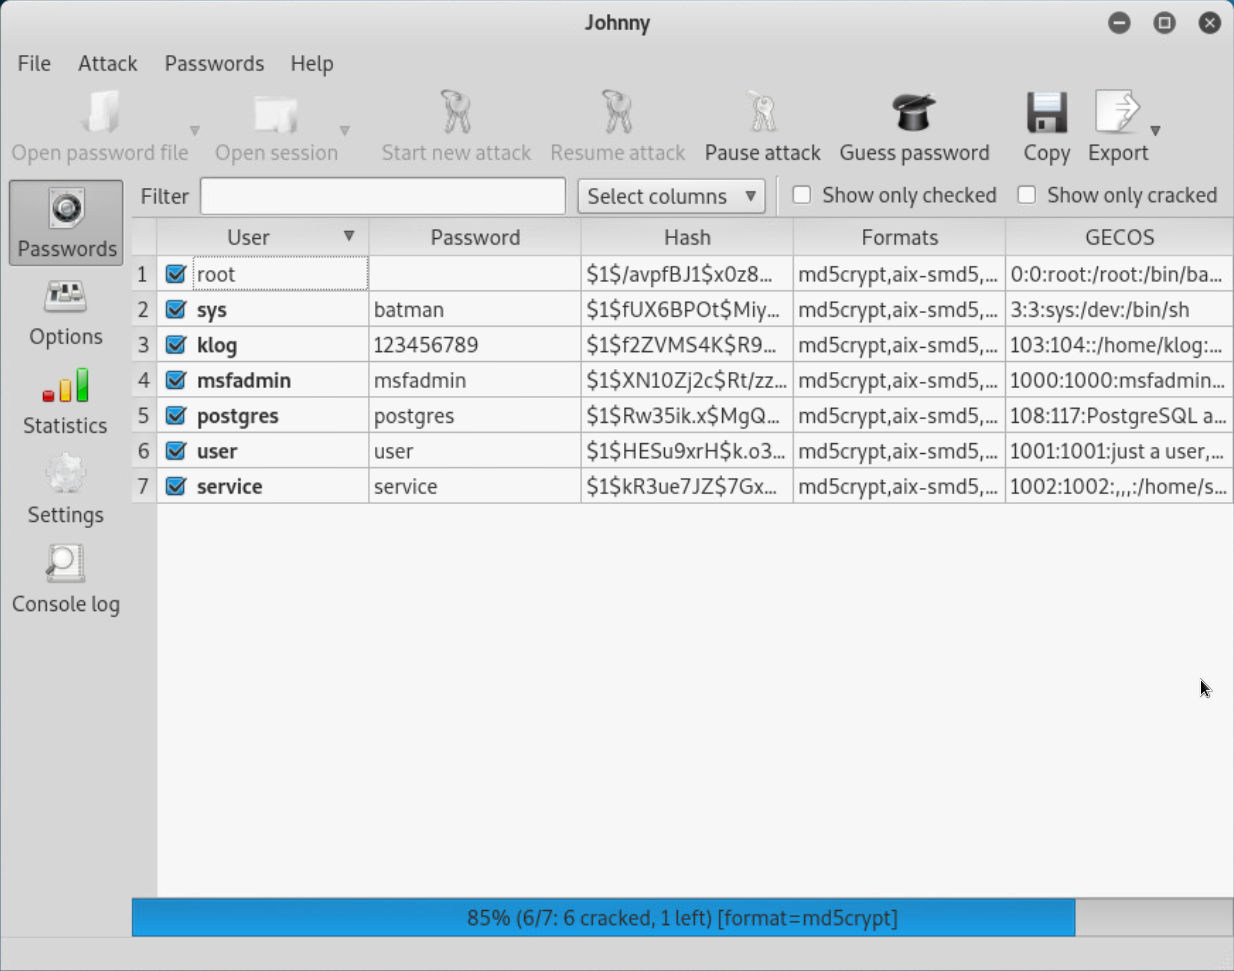 Johnny
File Attack Passwords Help
Open password file Open session Start new attack Resume attack Pause attack Guess password Copy Export
Filter Select columns Show only checked Show only cracked
Passwords
Options
Statistics
Settings
Console log
User Password Hash Formats GECOS
1 root $1$/avpfBJ1$x0z8... md5crypt,aix-smd5,... 0:0:root:/root:/bin/ba...
2 sys batman $1$fUX6BPOt$Miy... md5crypt,aix-smd5,... 3:3:sys:/dev:/bin/sh
3 klog 123456789 $1$f2ZVMS4K$R9... md5crypt,aix-smd5,... 103:104::/home/klog:...
4 msfadmin msfadmin $1$XN10Zj2c$Rt/zz... md5crypt,aix-smd5,... 1000:1000:msfadmin...
5 postgres postgres $1$Rw35ik.x$MgQ... md5crypt,aix-smd5,... 108:117:PostgreSQL a...
6 user user $1$HESu9xrH$k.o3... md5crypt,aix-smd5,... 1001:1001:just a user,...
7 service service $1$kR3ue7JZ$7Gx... md5crypt,aix-smd5,... 1002:1002:,,,:/home/s...
85% (6/7: 6 cracked, 1 left) [format=md5crypt]